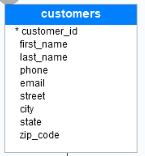 customers
* customer_id
first_name
last_name
phone
email
street
city
state
zip_code